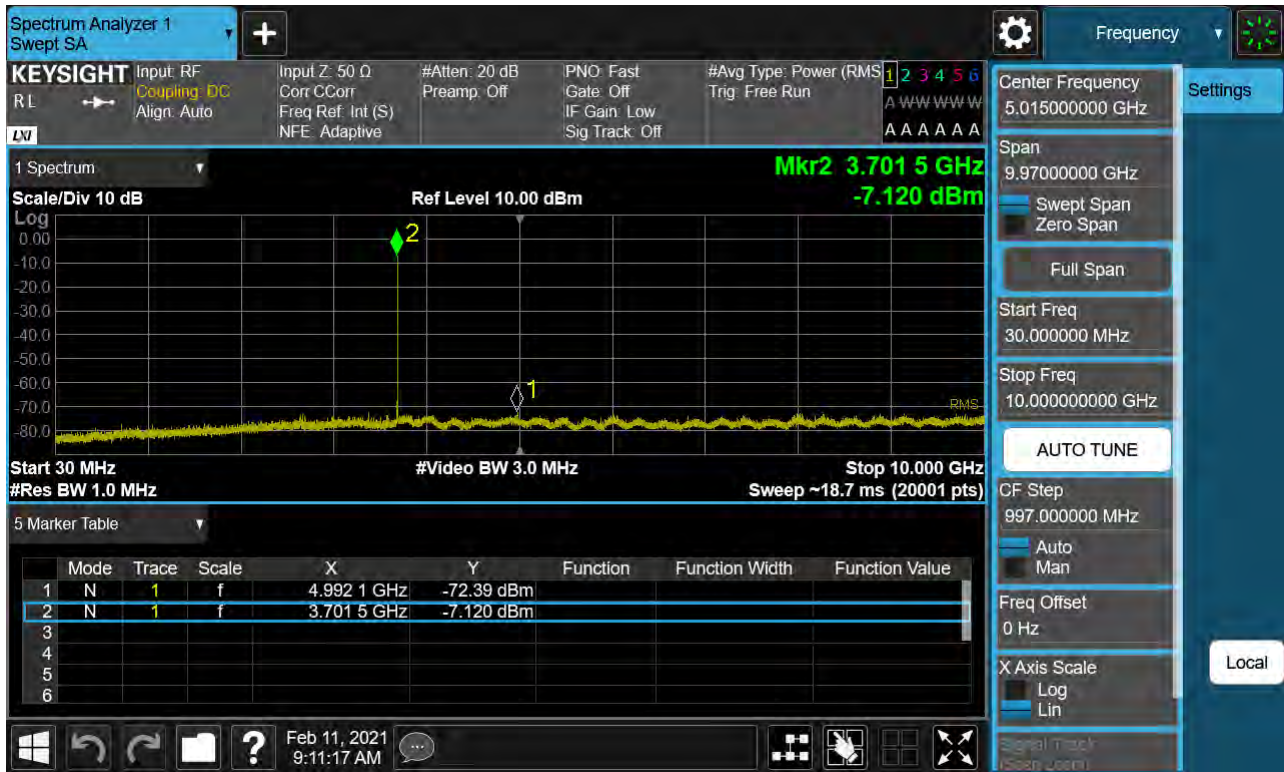 Spectrum Analyzer 1
Swept SA
+
Frequency
KEYSIGHT
RL
LXI
Input: RF
Coupling: DC
Align: Auto
Input Z: 50 Ω
Corr CCorr
Freq Ref: Int (S)
NFE: Adaptive
#Atten: 20 dB
Preamp: Off
PNO: Fast
Gate: Off
IF Gain: Low
Sig Track: Off
#Avg Type: Power (RMS
Trig: Free Run
1 2 3 4 5 6
A W W W W W
A A A A A A
1 Spectrum
Mkr2 3.701 5 GHz
-7.120 dBm
Scale/Div 10 dB
Ref Level 10.00 dBm
Log
0.00
-10.0
-20.0
-30.0
-40.0
-50.0
-60.0
-70.0
-80.0
2
1
RMS
Start 30 MHz
#Video BW 3.0 MHz
Stop 10.000 GHz
#Res BW 1.0 MHz
Sweep ~18.7 ms (20001 pts)
5 Marker Table
Mode Trace Scale X Y Function Function Width Function Value
1 N 1 f 4.992 1 GHz -72.39 dBm
2 N 1 f 3.701 5 GHz -7.120 dBm
3
4
5
6
Feb 11, 2021
9:11:17 AM
?
Center Frequency
5.015000000 GHz
Settings
Span
9.97000000 GHz
Swept Span
Zero Span
Full Span
Start Freq
30.000000 MHz
Stop Freq
10.000000000 GHz
AUTO TUNE
CF Step
997.000000 MHz
Auto
Man
Freq Offset
0 Hz
X Axis Scale
Log
Lin
Local
Signal Track
(Span Zoom)